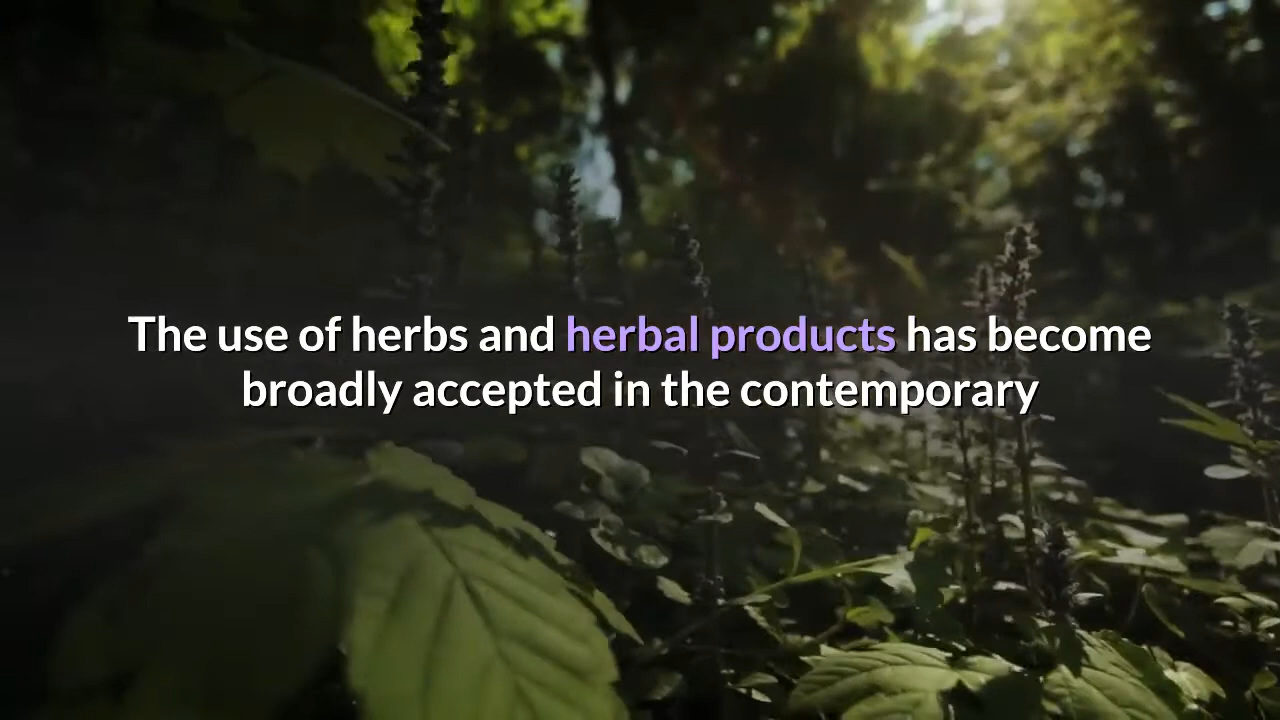 The use of herbs and herbal products has become
broadly accepted in the contemporary